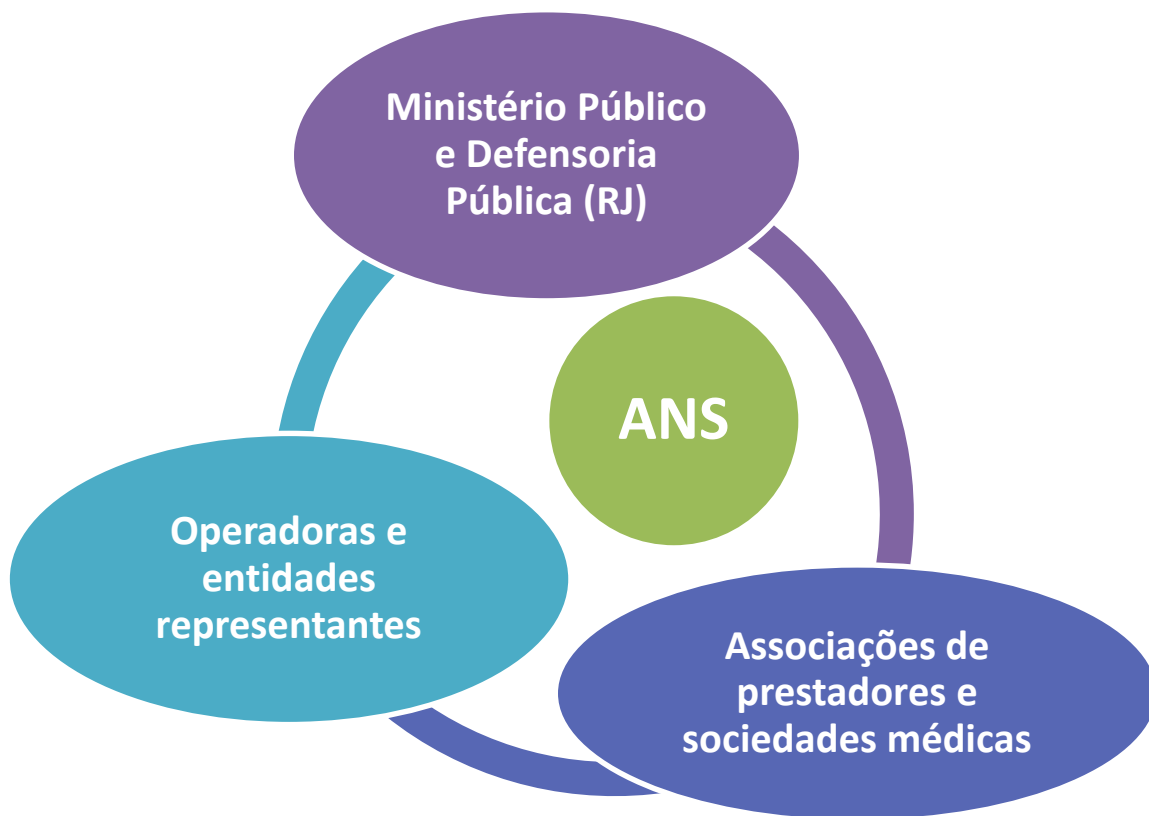 Ministério Público
e Defensoria
Pública (RJ)
ANS
Operadoras e
entidades
representantes
Associações de
prestadores e
sociedades médicas